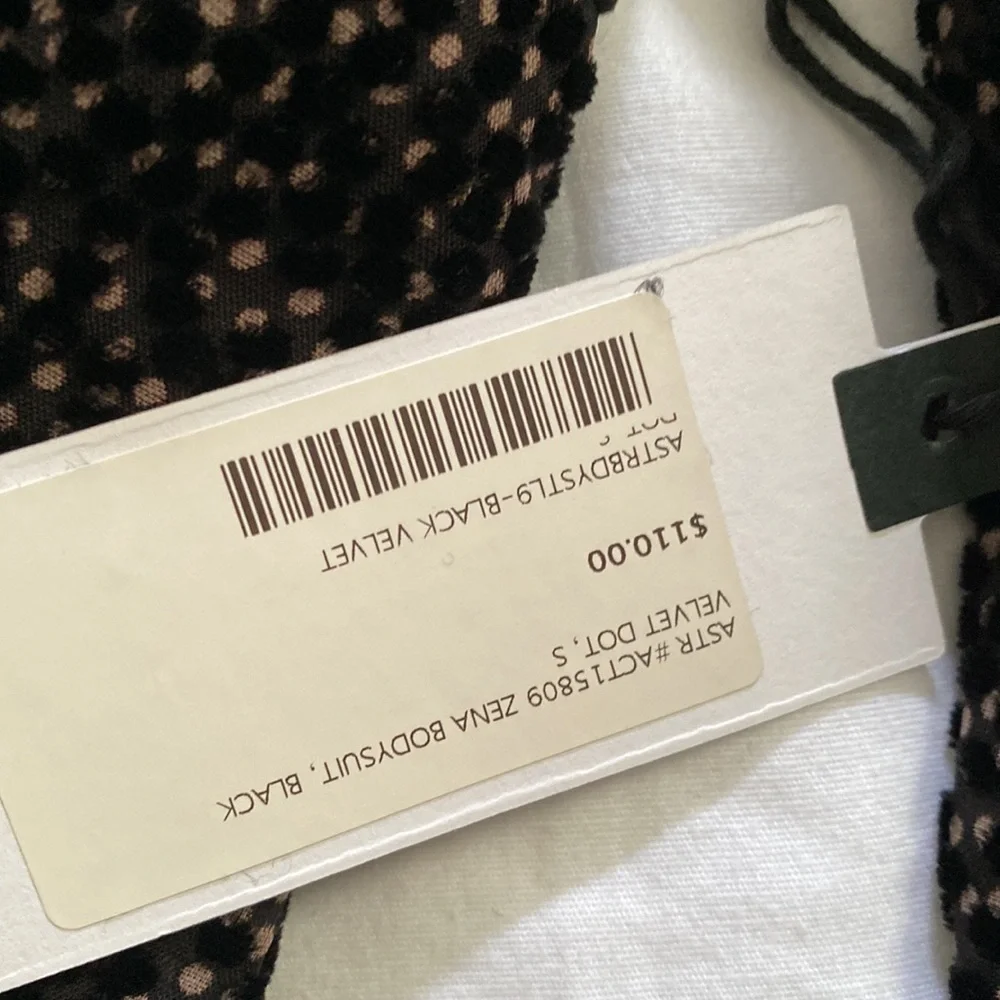 ASTR #ACT15809 ZENA BODYSUIT, BLACK
VELVET DOT, S
$110.00
ASTRBDYSTL9-BLACK VELVET
DOT S